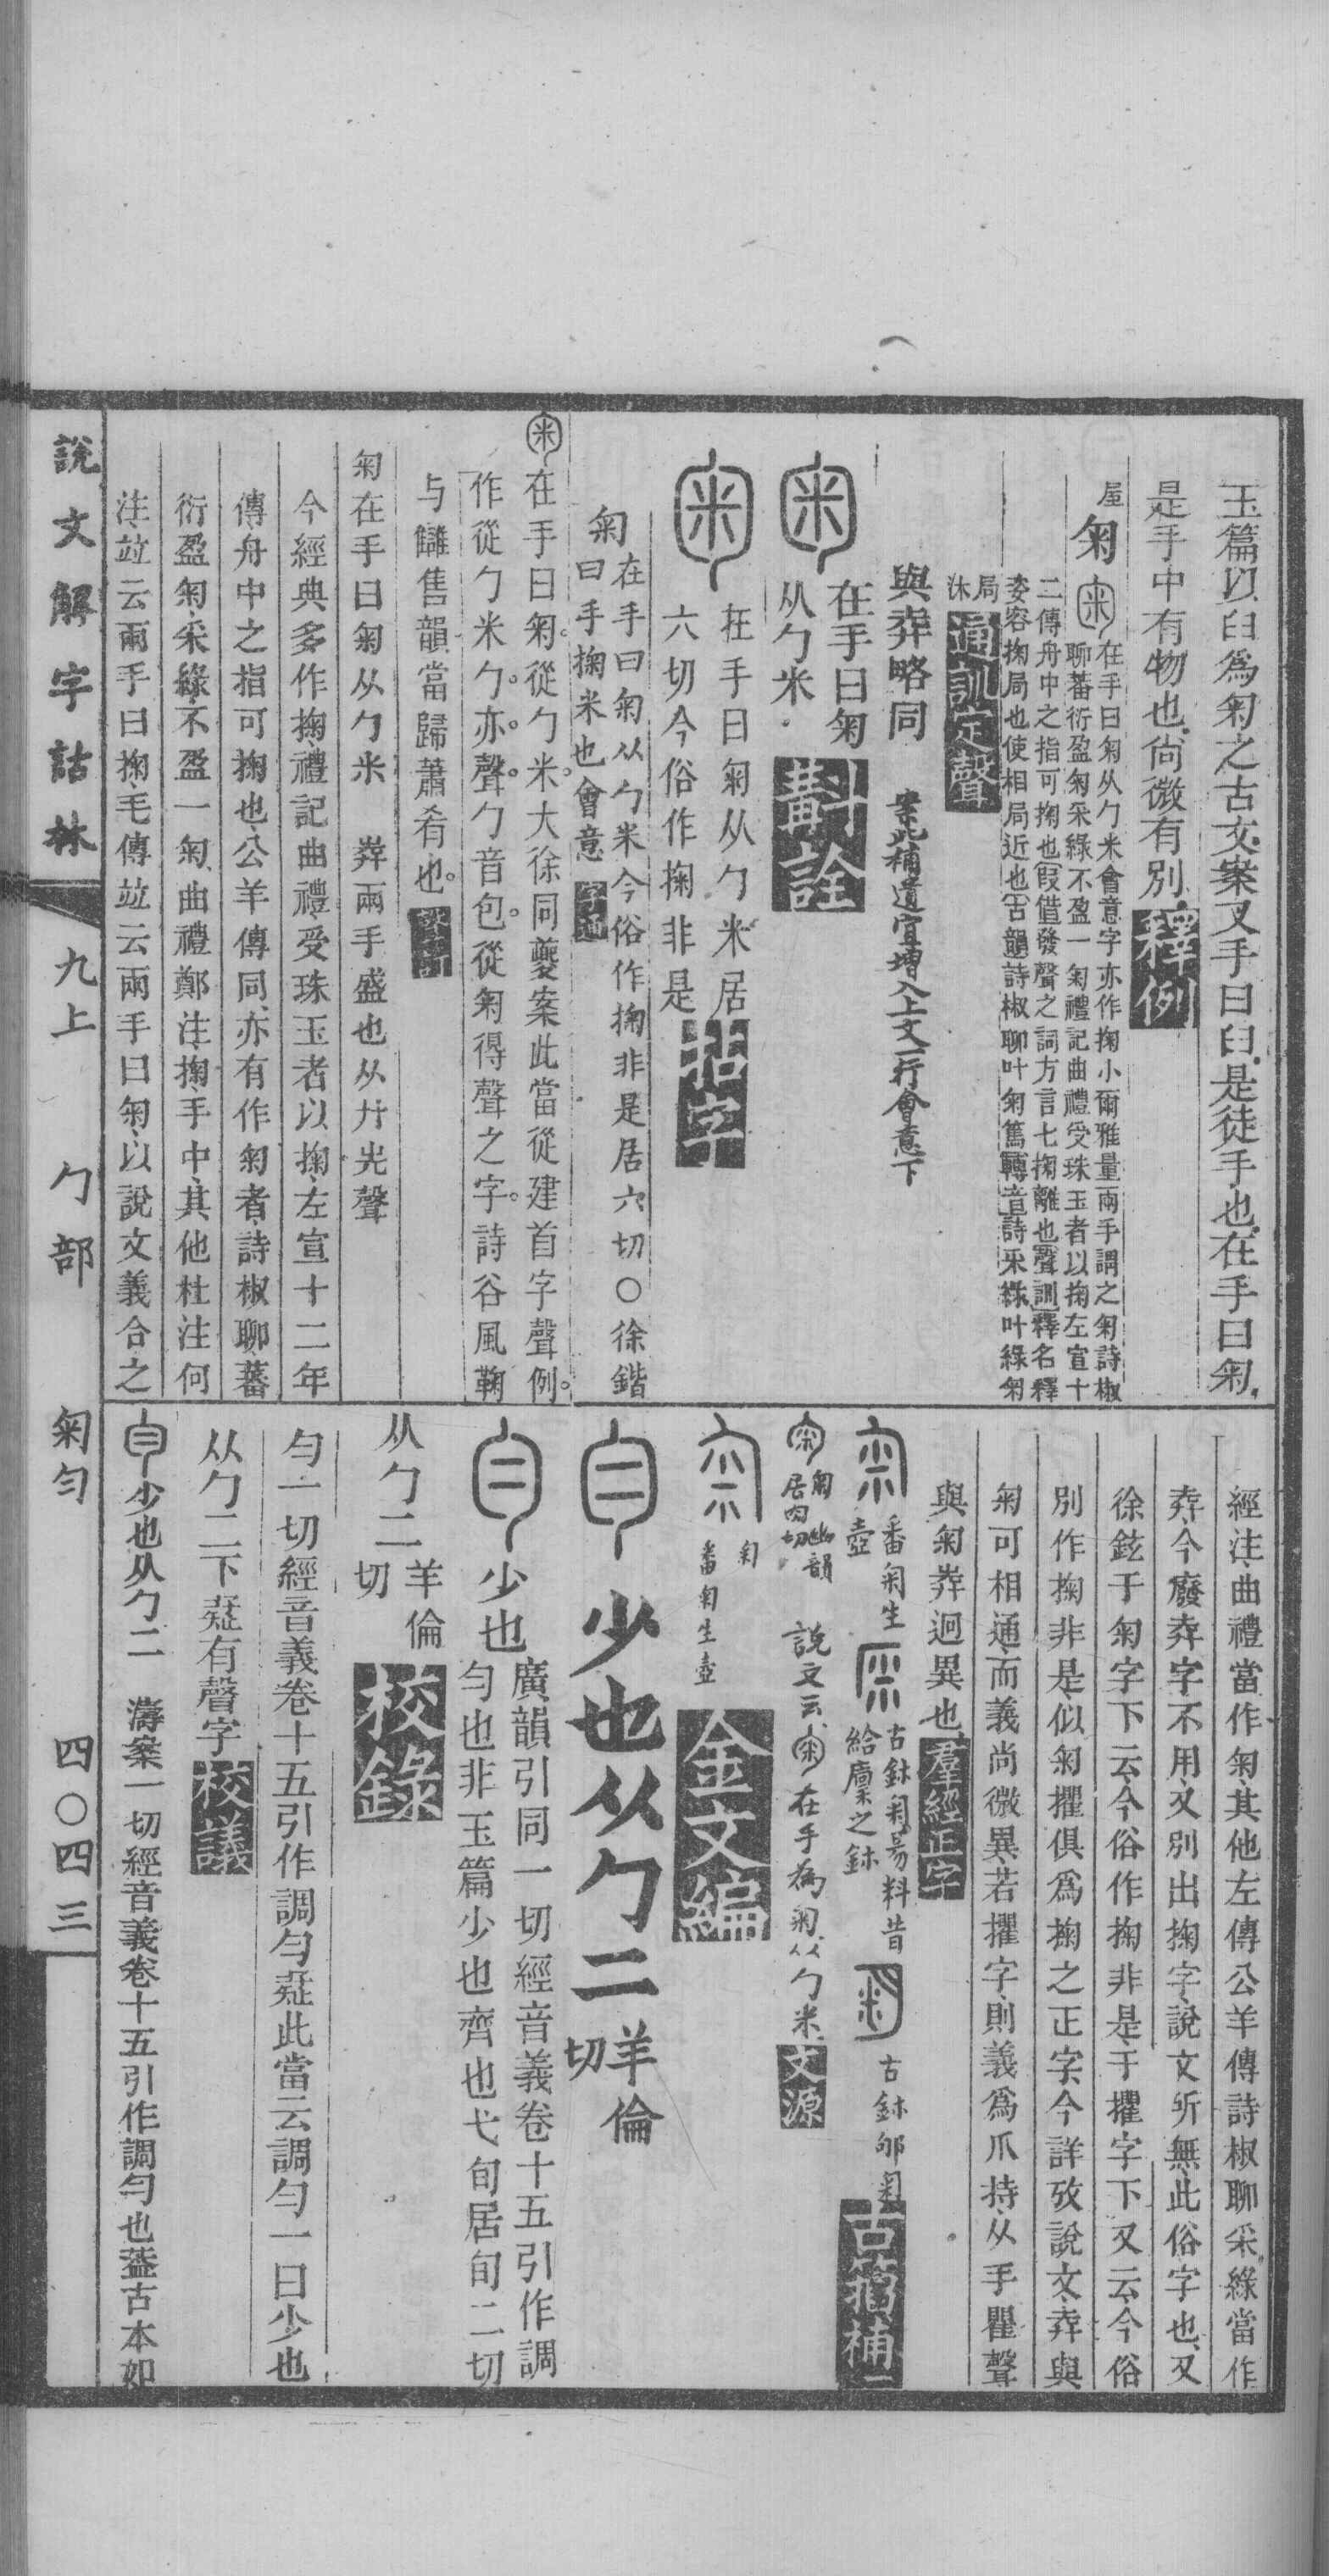 玉篇以𦥑爲匊之古文、案叉手曰𦥑、是徒手也、在手曰匊、
是手中有物也、尙微有別、釋例
屋
匊
在手曰匊从勹米會意字亦作掬小爾雅量兩手謂之匊詩椒
聊蕃衍盈匊采綠不盈一匊禮記曲禮受珠玉者以掬左宣十
二傳舟中之指可掬也(叚借)發聲之詞方言七掬離也(聲訓)釋名釋
姿容掬局也使相局近也(古韻)詩椒聊叶匊篤(轉音)詩采綠叶綠匊
局沐
通訓定聲
與𢍏略同 案此補遺宜增入上文一行會意下
在手曰匊
从勹米
斠詮
在手曰匊从勹米居
六切今俗作掬非是
匊
在手曰匊从勹米今俗作掬非是居六切○徐鍇
曰手掬米也會意
字通
在手曰匊。從勹米。大徐同夔案此當從建首字聲例。
作從勹米勹。亦聲。勹音包。從匊得聲之字。詩谷風鞠
与讎售韻當歸蕭肴也。
匊在手曰匊从勹米 𢍏兩手盛也从廾𡴆聲
今經典多作掬、禮記曲禮、受珠玉者以掬、左宣十二年
傳、舟中之指可掬也、公羊傳同、亦有作匊者、詩椒聊、蕃
衍盈匊、采綠、不盈一匊、曲禮鄭注、掬手中、其他杜注何
注、竝云兩手曰掬、毛傳竝云兩手曰匊、以說文義合之
經注、曲禮當作匊、其他左傳公羊傳詩椒聊采綠當作
𢍏、今廢𢍏字不用、又別出掬字、說文所無、此俗字也、又
徐鉉于匊字下云、今俗作掬非是、于攫字下又云、今俗
別作掬非是、似匊攫俱爲掬之正字、今詳攷說文、𢍏與
匊可相通、而義尚微異、若攫字則義爲爪持、从手瞿聲
與匊𢍏迥異也、羣經正字
番匊生
壺
古鉥匊昜料昔
給廩之鉥
古鉥郇匊
古籀補
匊幽韻
居肉切
說文云在手爲匊从勹米
文源
匊
番匊生壺
金文編
少也从勹二羊倫切
少也
从勹二羊倫切
廣韻引同一切經音義卷十五引作調
勻也非玉篇少也齊也弋旬居旬二切
校錄
勻一切經音義卷十五引作調勻疑此當云調勻一曰少也
从勹二下疑有聲字校議
少也从勹二 濤案一切經音義卷十五引作調勻也葢古本如
說文解字詁林
九上 勹部
匊勻
四〇四三